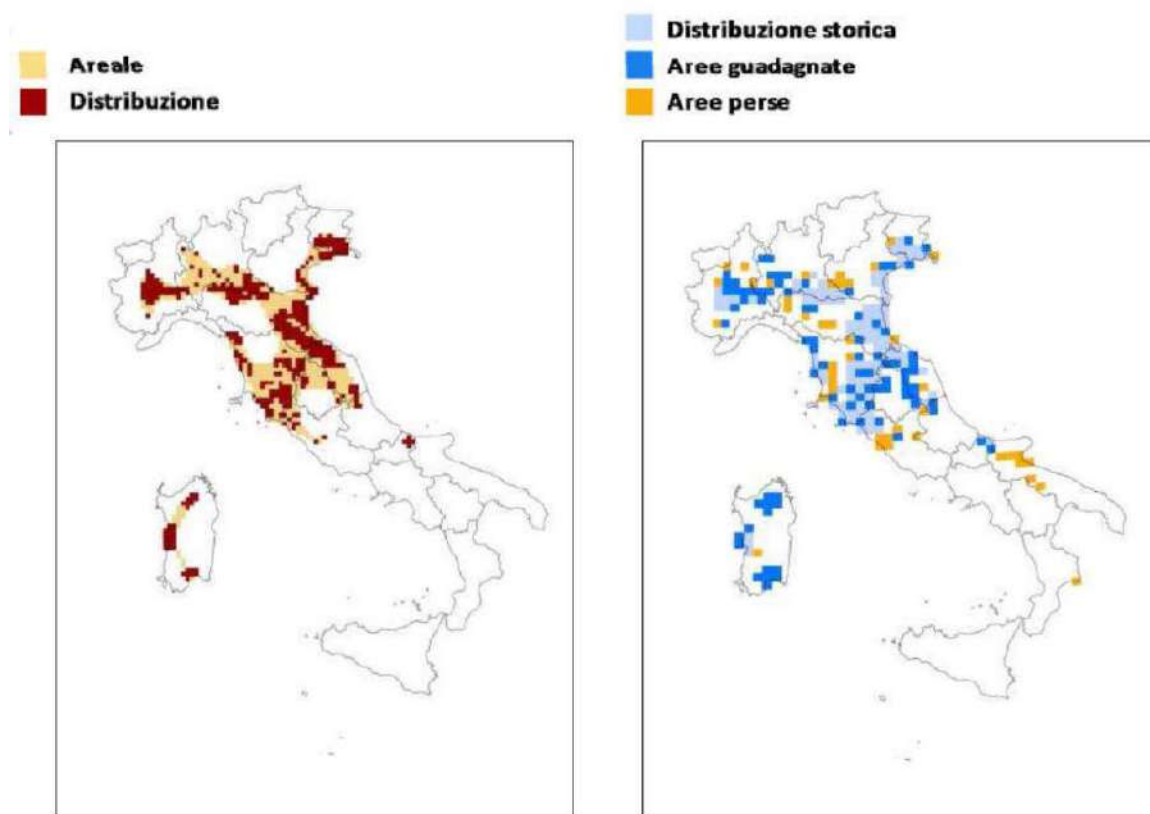 Areale
Distribuzione
Distribuzione storica
Aree guadagnate
Aree perse